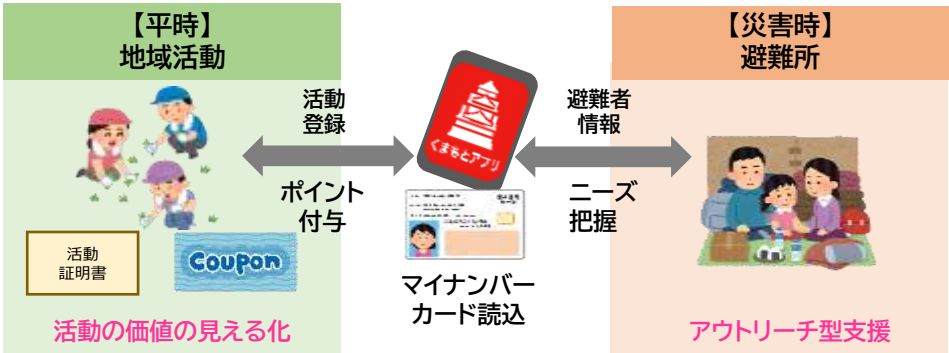 【平時】
地域活動
【災害時】
避難所
活動
登録
ポイント
付与
くまもとアプリ
避難者
情報
ニーズ
把握
マイナンバー
カード読込
活動
証明書
Coupon
活動の価値の見える化
アウトリーチ型支援